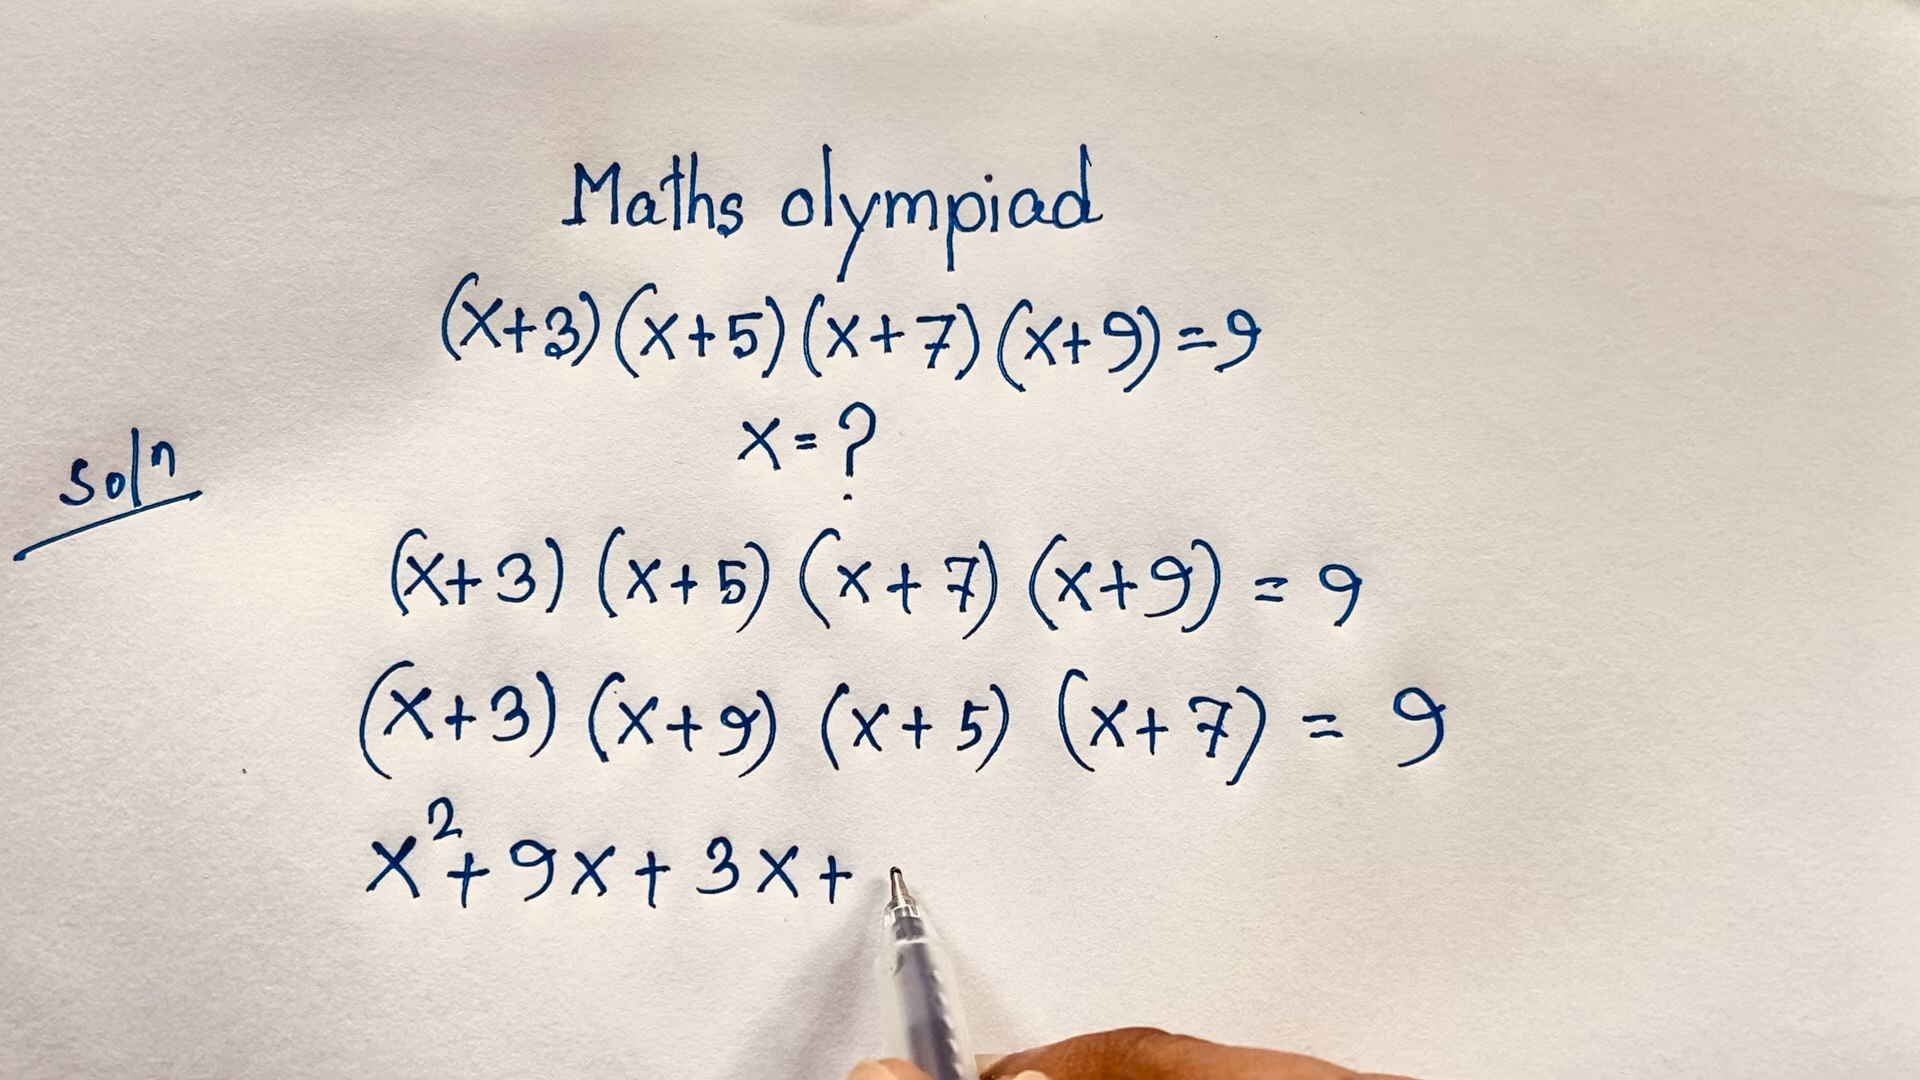 Maths olympiad
(x+3)(x+5)(x+7)(x+9)=9
x=?
Soln
(x+3)(x+5)(x+7)(x+9)=9
(x+3)(x+9)(x+5)(x+7)=9
x²+9x+3x+